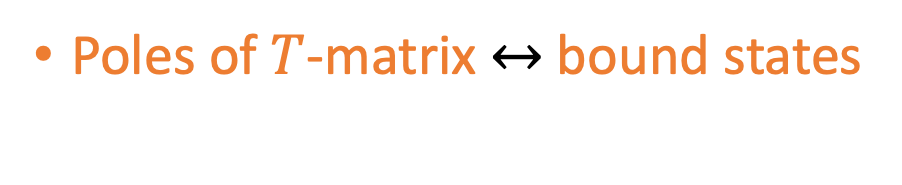 • Poles of T-matrix ↔ bound states